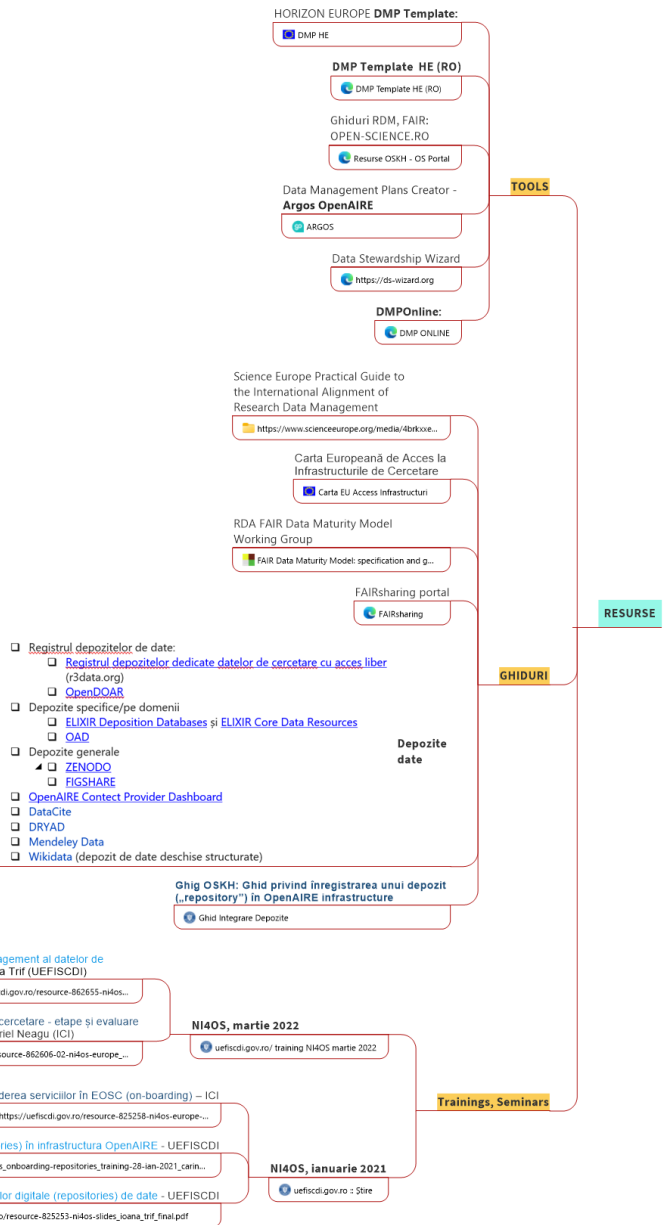 HORIZON EUROPE DMP Template:
DMP HE
DMP Template HE (RO)
DMP Template HE (RO)
Ghiduri RDM, FAIR:
OPEN-SCIENCE.RO
Resurse OSKH - OS Portal
TOOLS
Data Management Plans Creator -
Argos OpenAIRE
ARGOS
Data Stewardship Wizard
https://ds-wizard.org
DMPOnline:
DMP ONLINE
Science Europe Practical Guide to
the International Alignment of
Research Data Management
https://www.scienceeurope.org/media/4brkxxe...
Carta Europeană de Acces la
Infrastructurile de Cercetare
Carta EU Access Infrastructuri
RDA FAIR Data Maturity Model
Working Group
FAIR Data Maturity Model: specification and g...
FAIRsharing portal
FAIRsharing
RESURSE
GHIDURI
Registrul depozitelor de date:
Registrul depozitelor dedicate datelor de cercetare cu acces liber
(r3data.org)
OpenDOAR
Depozite specifice/pe domenii
ELIXIR Deposition Databases și ELIXIR Core Data Resources
OAD
Depozite generale
ZENODO
FIGSHARE
OpenAIRE Contect Provider Dashboard
DataCite
DRYAD
Mendeley Data
Wikidata (depozit de date deschise structurate)
Depozite
date
Ghig OSKH: Ghid privind înregistrarea unui depozit
(„repository”) în OpenAIRE infrastructure
Ghid Integrare Depozite
agement al datelor de
a Trif (UEFISCDI)
di.gov.ro/resource-862655-ni4os...
cercetare - etape și evaluare
riel Neagu (ICI)
source-862606-02-ni4os-europe_...
NI4OS, martie 2022
uefiscdi.gov.ro/ training NI4OS martie 2022
Trainings, Seminars
derea serviciilor în EOSC (on-boarding) – ICI
https://uefiscdi.gov.ro/resource-825258-ni4os-europe-...
ries) în infrastructura OpenAIRE - UEFISCDI
s_onboarding-repositories_training-28-ian-2021_carin...
lor digitale (repositories) de date - UEFISCDI
o/resource-825253-ni4os-slides_ioana_trif_final.pdf
NI4OS, ianuarie 2021
uefiscdi.gov.ro :: Știre